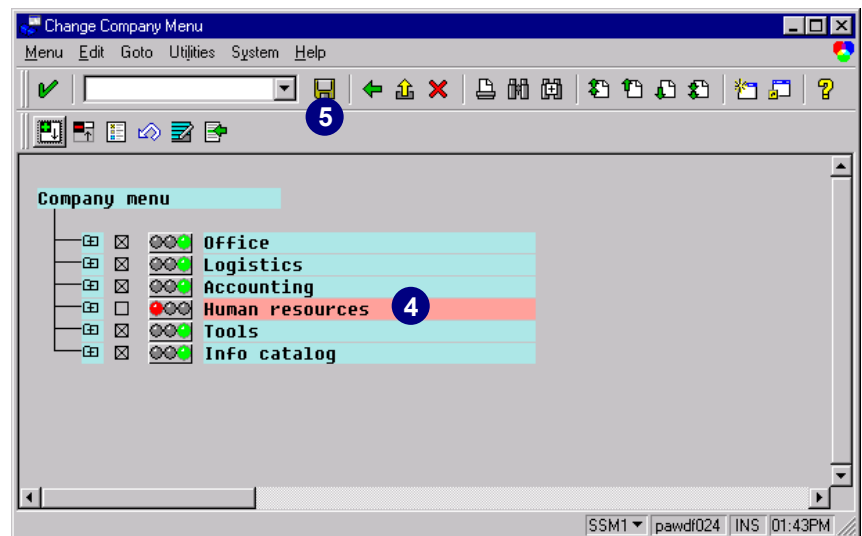 Change Company Menu
Menu Edit Goto Utilities System Help
5
Company menu
Office
Logistics
Accounting
Human resources 4
Tools
Info catalog
SSM1 pawdf024 INS 01:43PM